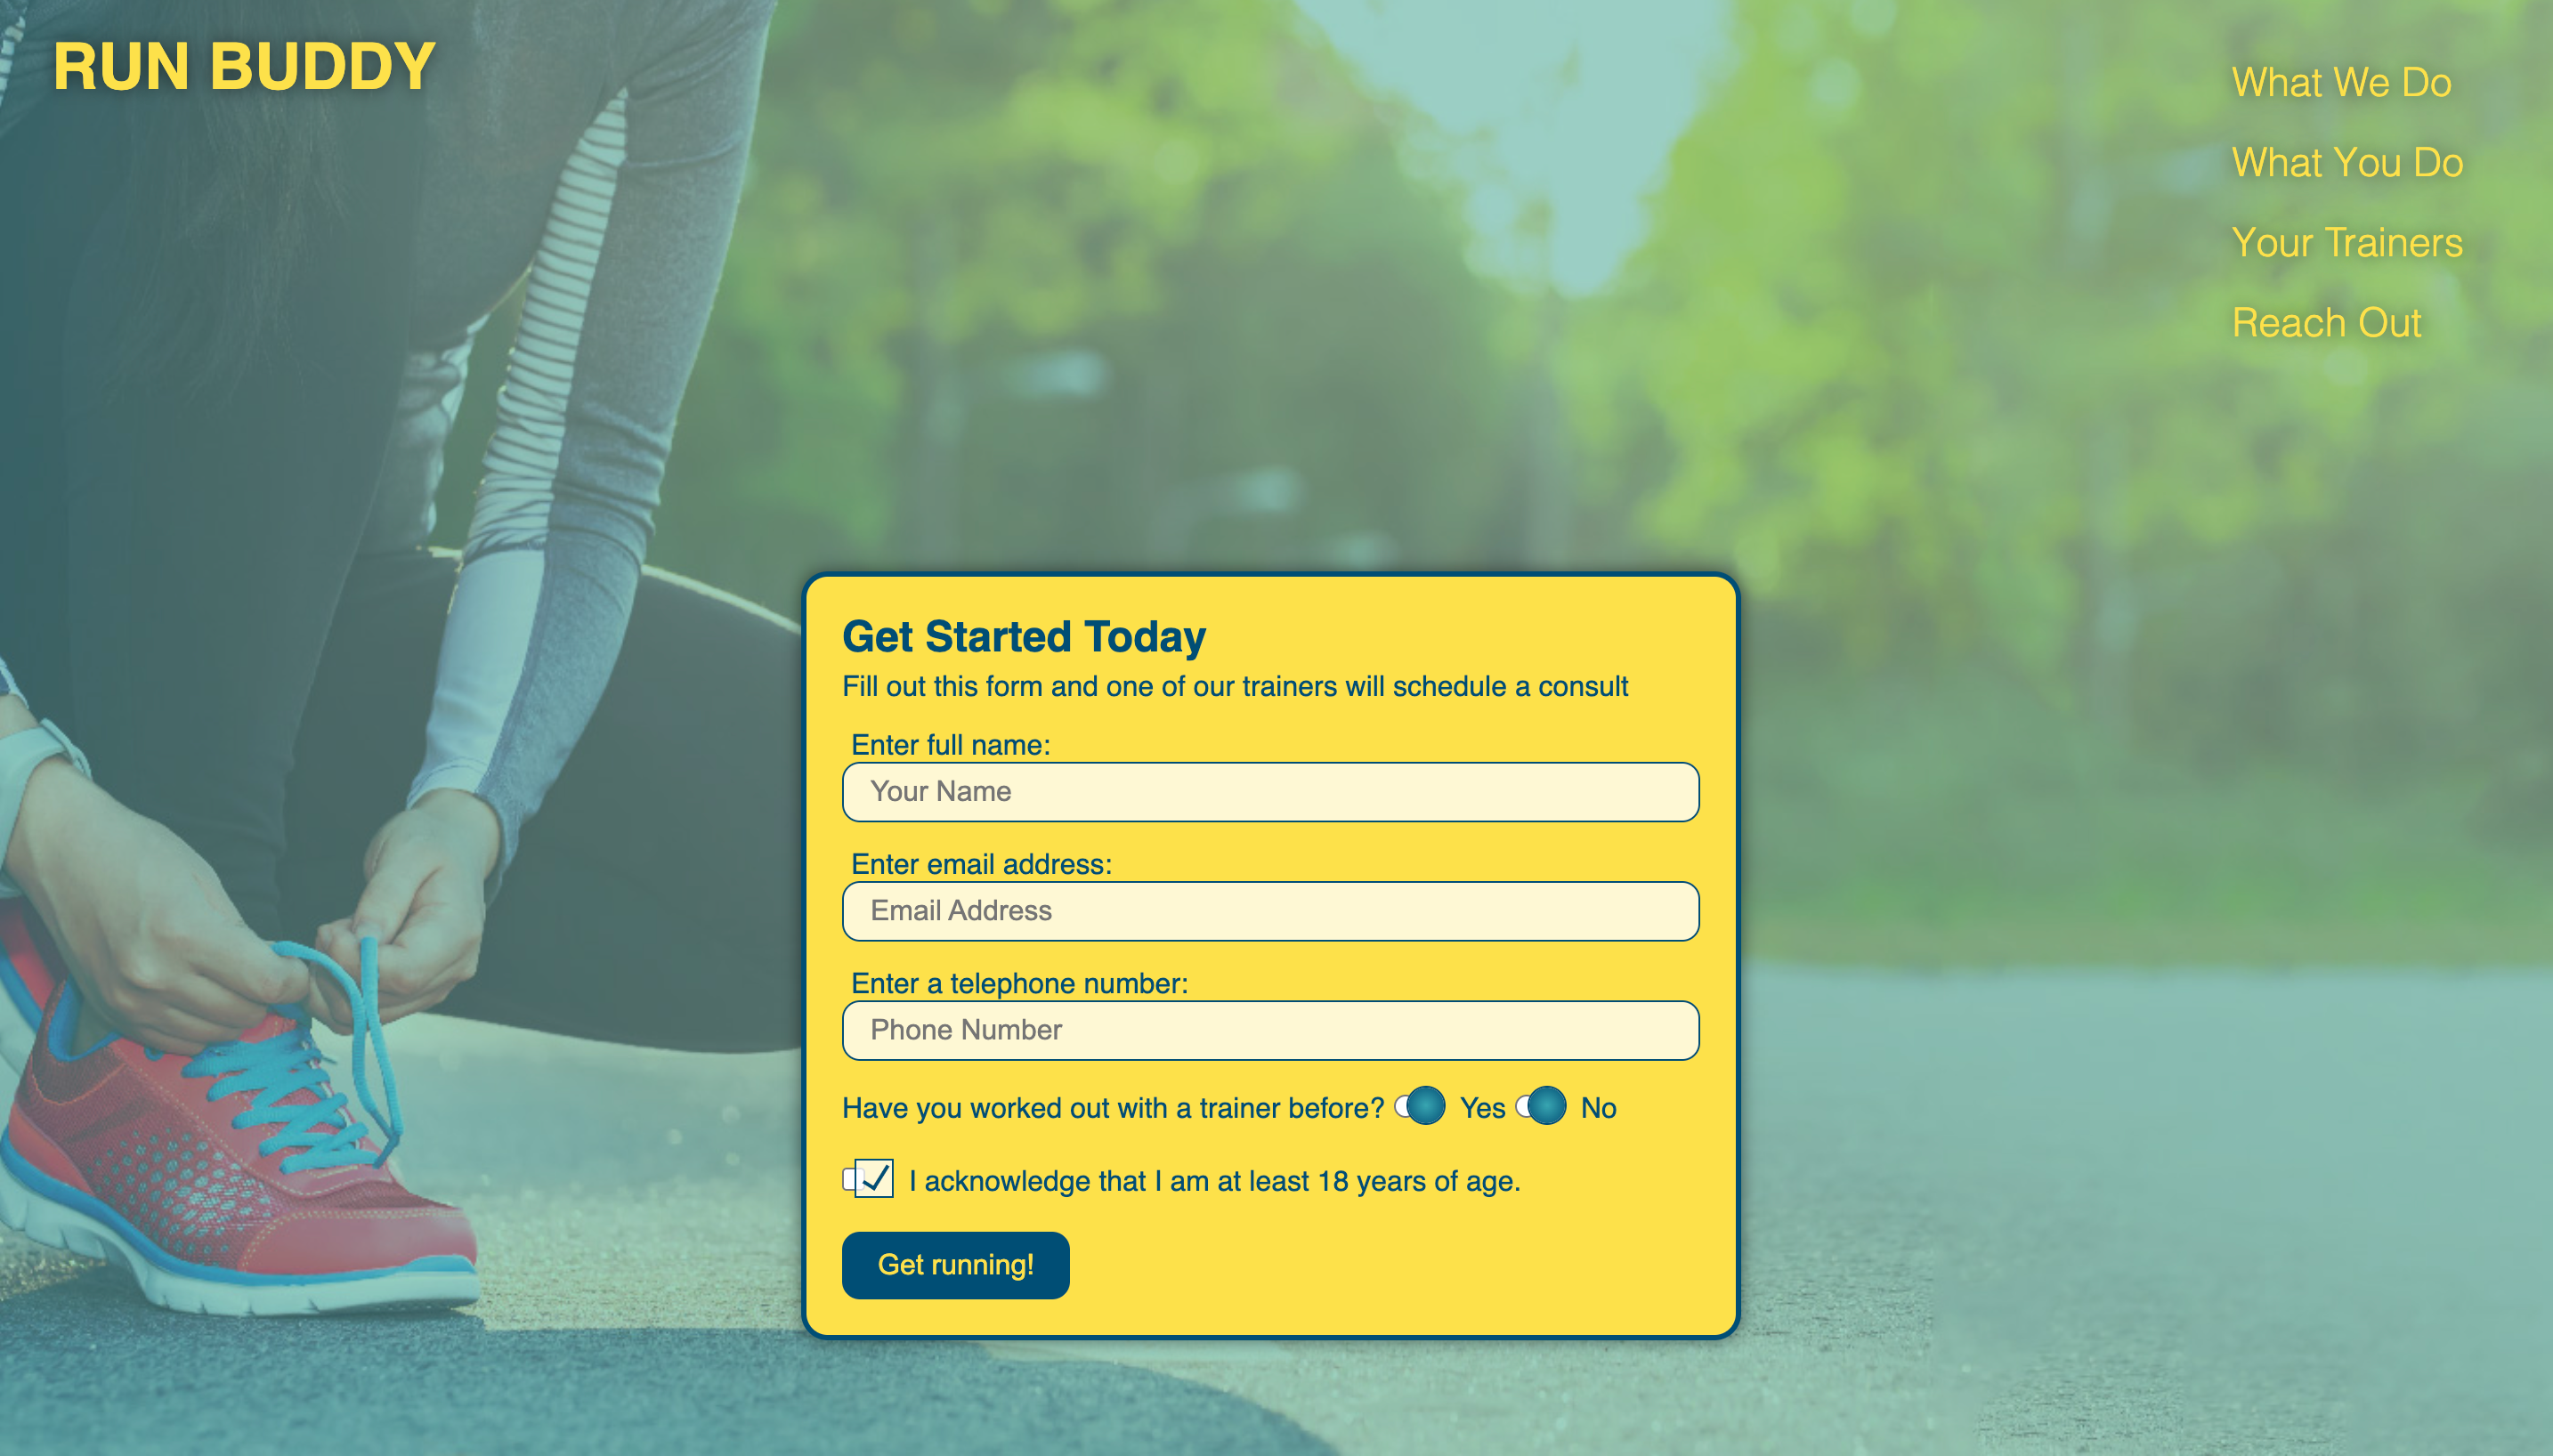 RUN BUDDY
What We Do
What You Do
Your Trainers
Reach Out
Get Started Today
Fill out this form and one of our trainers will schedule a consult
Enter full name:
Your Name
Enter email address:
Email Address
Enter a telephone number:
Phone Number
Have you worked out with a trainer before? Yes No
I acknowledge that I am at least 18 years of age.
Get running!